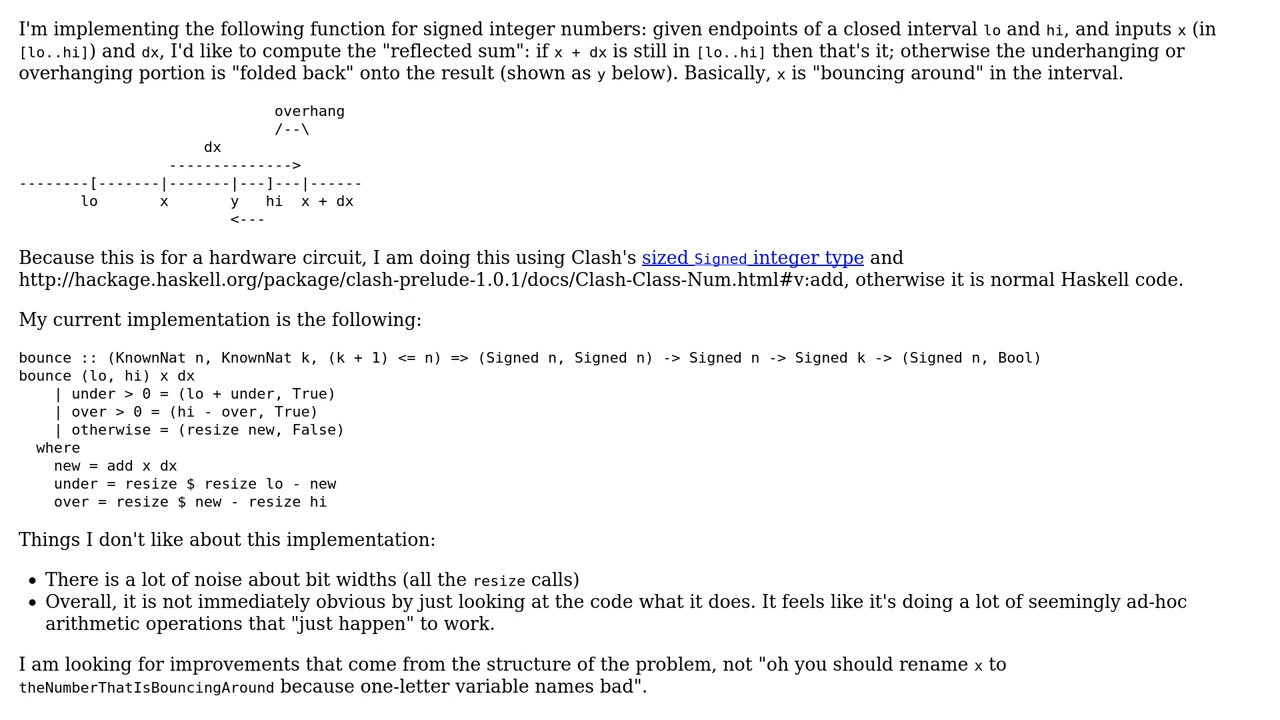 I'm implementing the following function for signed integer numbers: given endpoints of a closed interval lo and hi, and inputs x (in
[lo..hi]) and dx, I'd like to compute the "reflected sum": if x + dx is still in [lo..hi] then that's it; otherwise the underhanging or
overhanging portion is "folded back" onto the result (shown as y below). Basically, x is "bouncing around" in the interval.
                             overhang
                             /--\
                     dx
                 -------------->
--------[-------|-------|---]---|------
       lo       x       y   hi  x + dx
                        <---
Because this is for a hardware circuit, I am doing this using Clash's sized Signed integer type and
http://hackage.haskell.org/package/clash-prelude-1.0.1/docs/Clash-Class-Num.html#v:add, otherwise it is normal Haskell code.
My current implementation is the following:
bounce :: (KnownNat n, KnownNat k, (k + 1) <= n) => (Signed n, Signed n) -> Signed n -> Signed k -> (Signed n, Bool)
bounce (lo, hi) x dx
    | under > 0 = (lo + under, True)
    | over > 0 = (hi - over, True)
    | otherwise = (resize new, False)
  where
    new = add x dx
    under = resize $ resize lo - new
    over = resize $ new - resize hi
Things I don't like about this implementation:
• There is a lot of noise about bit widths (all the resize calls)
• Overall, it is not immediately obvious by just looking at the code what it does. It feels like it's doing a lot of seemingly ad-hoc
arithmetic operations that "just happen" to work.
I am looking for improvements that come from the structure of the problem, not "oh you should rename x to
theNumberThatIsBouncingAround because one-letter variable names bad".